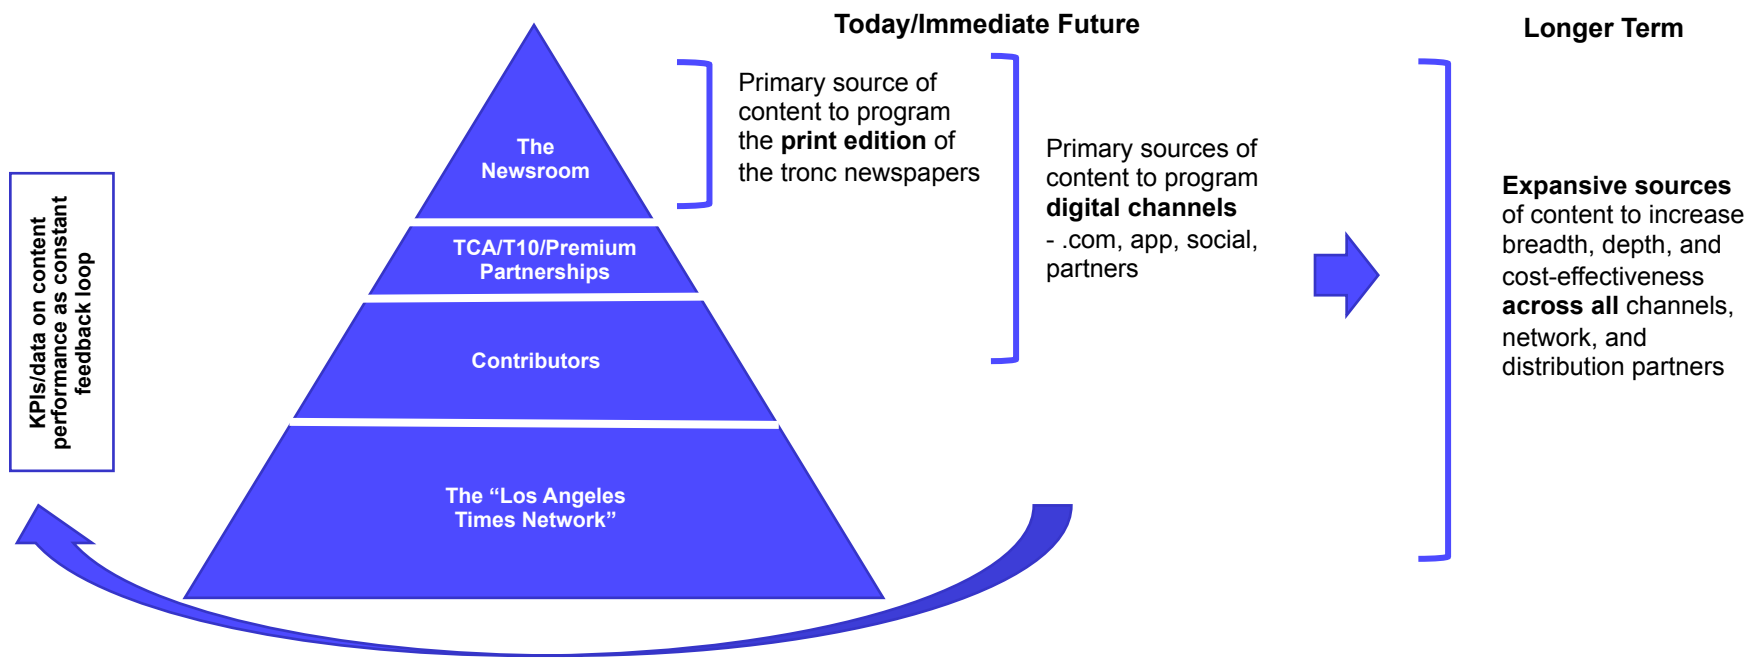 Today/Immediate Future
Longer Term
The
Newsroom
TCA/T10/Premium
Partnerships
Contributors
The “Los Angeles
Times Network”
KPIs/data on content
performance as constant
feedback loop
Primary source of
content to program
the print edition of
the tronc newspapers
Primary sources of
content to program
digital channels
- .com, app, social,
partners
Expansive sources
of content to increase
breadth, depth, and
cost-effectiveness
across all channels,
network, and
distribution partners